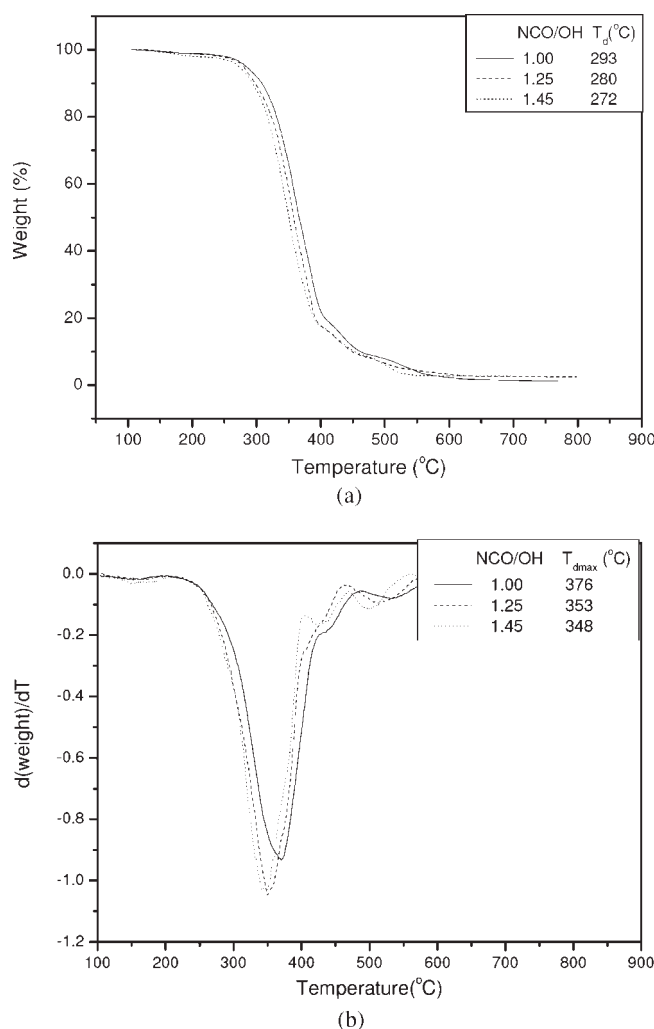 NCO/OH T_d(°C)
1.00 293
1.25 280
1.45 272
100
80
60
40
20
0
Weight (%)
100 200 300 400 500 600 700 800 900
Temperature (°C)
(a)
NCO/OH T_dmax (°C)
1.00 376
1.25 353
1.45 348
0.0
-0.2
-0.4
-0.6
-0.8
-1.0
-1.2
d(weight)/dT
100 200 300 400 500 600 700 800 900
Temperature(°C)
(b)